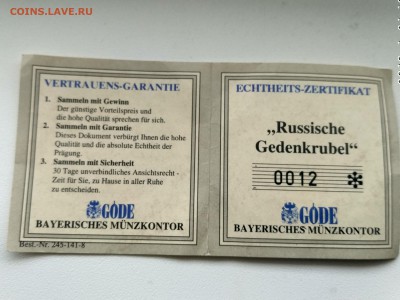 COINS.LAVE.RU
VERTRAUENS-GARANTIE
1. Sammeln mit Gewinn
Der günstige Vorteilspreis und
die hohe Qualität sprechen für sich.
2. Sammeln mit Garantie
Dieses Dokument verbürgt Ihnen die hohe
Qualität und die absolute Echtheit der
Prägung.
3. Sammeln mit Sicherheit
30 Tage unverbindliches Ansichtsrecht -
Zeit für Sie, zu Hause in aller Ruhe
zu entscheiden.
GÖDE
BAYERISCHES MÜNZKONTOR
Best.-Nr. 245-141-8
ECHTHEITS-ZERTIFIKAT
„Russische
Gedenkrubel“
0012 ✻
GÖDE
BAYERISCHES MÜNZKONTOR